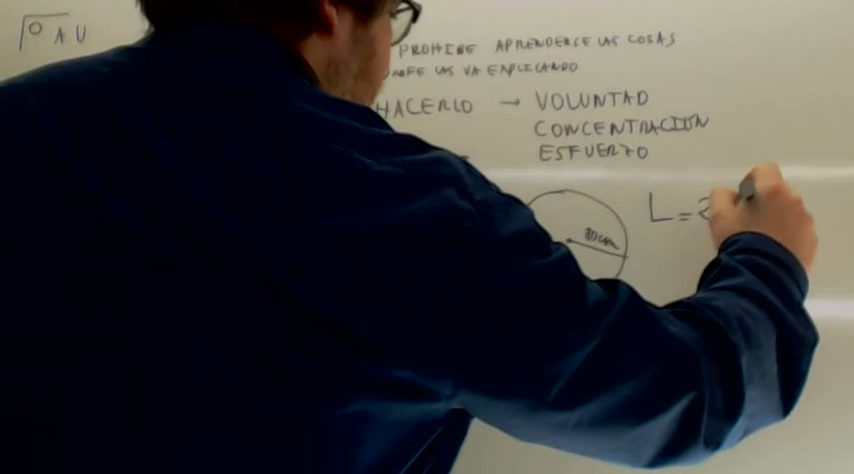 O A U
PROHIBE APRENDERSE LAS COSAS
LAS VA EXPLICANDO
HACERLO → VOLUNTAD
CONCENTRACIÓN
ESFUERZO
L = 2
80cm